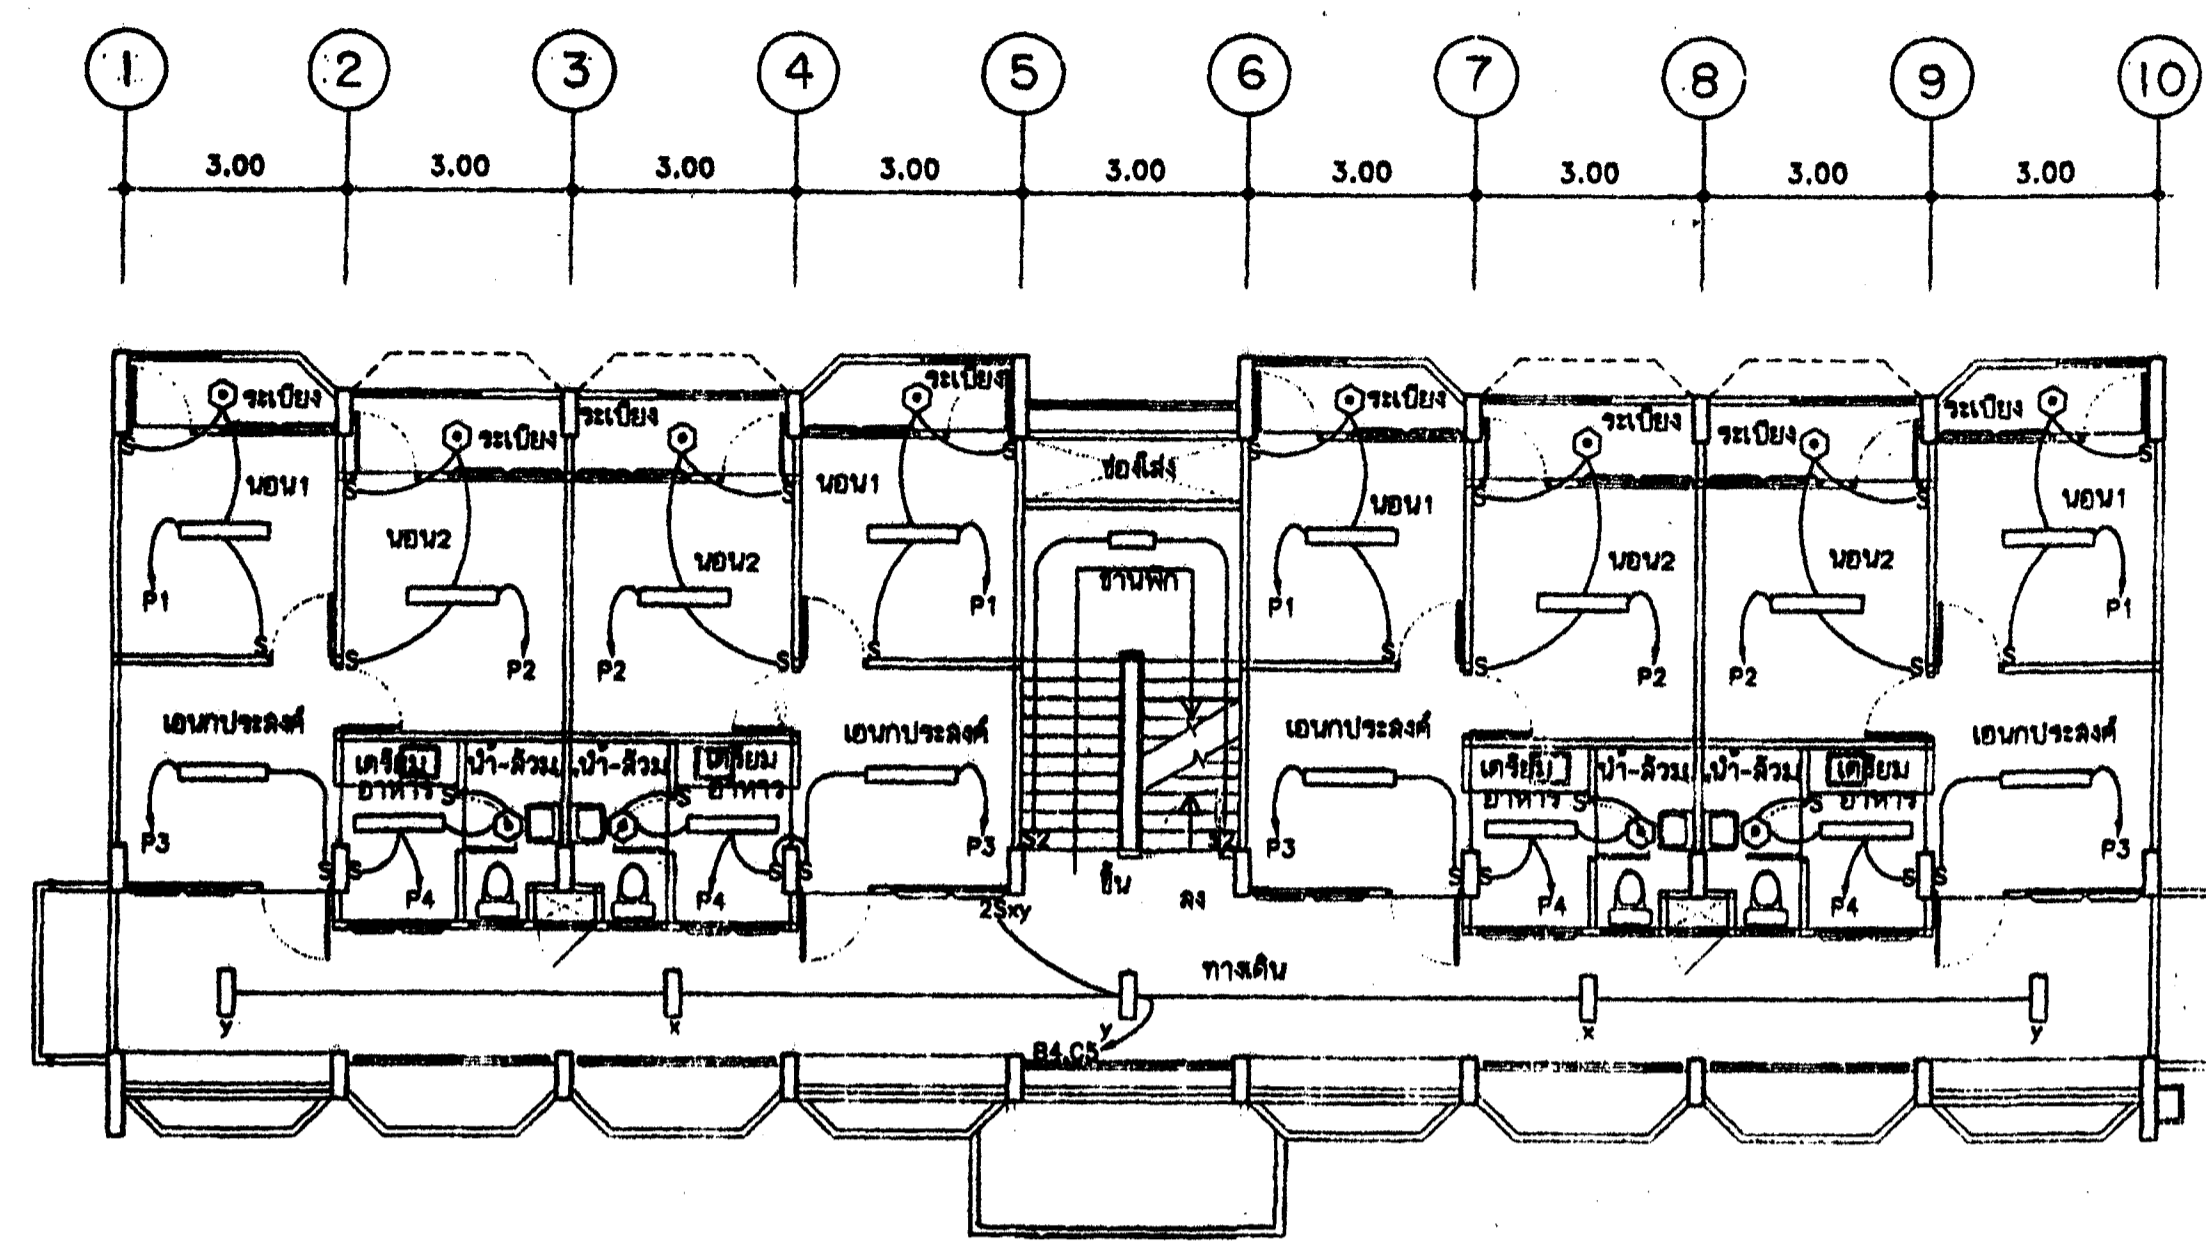 1 2 3 4 5 6 7 8 9 10
3.00 3.00 3.00 3.00 3.00 3.00 3.00 3.00 3.00
ระเบียง ระเบียง ระเบียง ระเบียง ระเบียง ระเบียง ระเบียง ระเบียง
S S S S S S S S
ช่องโล่ง
นอน1 นอน2 นอน2 นอน1 นอน1 นอน2 นอน2 นอน1
ชานพัก
P1 P1 P1 P1
S S S S S S S S
P2 P2 P2 P2
เอนกประสงค์ เอนกประสงค์ เอนกประสงค์ เอนกประสงค์
เตรียม น้ำ-ส้วม น้ำ-ส้วม เตรียม เตรียม น้ำ-ส้วม น้ำ-ส้วม เตรียม
อาหาร อาหาร อาหาร อาหาร
S S S S
P3 P3 S2 S2 P3 P3
S S S S S S S S
P4 P4 P4 P4
ขึ้น ลง
2Sxy
ทางเดิน
y x y x y
B4,C5